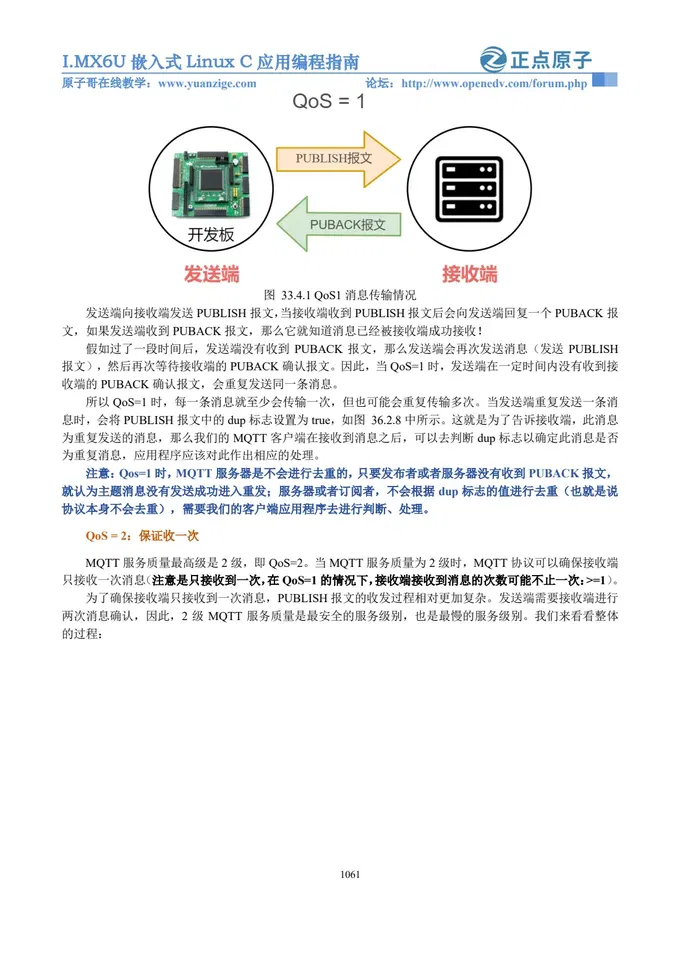 I.MX6U 嵌入式 Linux C 应用编程指南
正点原子
原子哥在线教学：www.yuanzige.com 论坛：http://www.openedv.com/forum.php
QoS = 1
PUBLISH报文
PUBACK报文
开发板
发送端
接收端
图 33.4.1 QoS1 消息传输情况
发送端向接收端发送 PUBLISH 报文，当接收端收到 PUBLISH 报文后会向发送端回复一个 PUBACK 报
文，如果发送端收到 PUBACK 报文，那么它就知道消息已经被接收端成功接收！
假如过了一段时间后，发送端没有收到 PUBACK 报文，那么发送端会再次发送消息（发送 PUBLISH
报文），然后再次等待接收端的 PUBACK 确认报文。因此，当 QoS=1 时，发送端在一定时间内没有收到接
收端的 PUBACK 确认报文，会重复发送同一条消息。
所以 QoS=1 时，每一条消息就至少会传输一次，但也可能会重复传输多次。当发送端重复发送一条消
息时，会将 PUBLISH 报文中的 dup 标志设置为 true，如图 36.2.8 中所示。这就是为了告诉接收端，此消息
为重复发送的消息，那么我们的 MQTT 客户端在接收到消息之后，可以去判断 dup 标志以确定此消息是否
为重复消息，应用程序应该对此作出相应的处理。
注意：Qos=1 时，MQTT 服务器是不会进行去重的，只要发布者或者服务器没有收到 PUBACK 报文，
就认为主题消息没有发送成功进入重发；服务器或者订阅者，不会根据 dup 标志的值进行去重（也就是说
协议本身不会去重），需要我们的客户端应用程序去进行判断、处理。
QoS = 2：保证收一次
MQTT 服务质量最高级是 2 级，即 QoS=2。当 MQTT 服务质量为 2 级时，MQTT 协议可以确保接收端
只接收一次消息（注意是只接收到一次，在 QoS=1 的情况下，接收端接收到消息的次数可能不止一次：>=1）。
为了确保接收端只接收到一次消息，PUBLISH 报文的收发过程相对更加复杂。发送端需要接收端进行
两次消息确认，因此，2 级 MQTT 服务质量是最安全的服务级别，也是最慢的服务级别。我们来看看整体
的过程：
1061